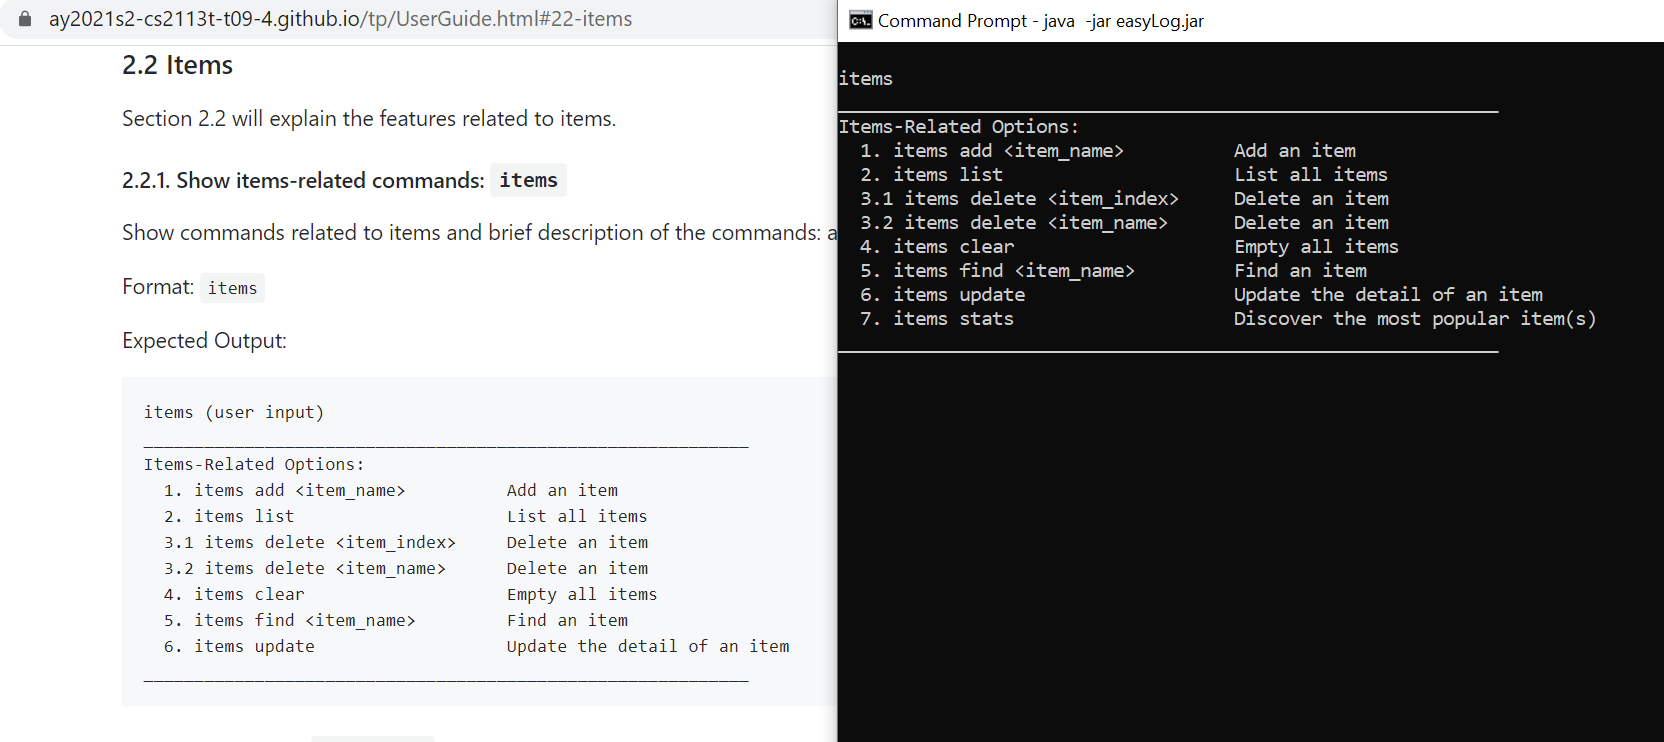 ay2021s2-cs2113t-t09-4.github.io/tp/UserGuide.html#22-items
2.2 Items
Section 2.2 will explain the features related to items.
2.2.1. Show items-related commands: items
Show commands related to items and brief description of the commands: a
Format: items
Expected Output:
items (user input)
Items-Related Options:
1. items add <item_name> Add an item
2. items list List all items
3.1 items delete <item_index> Delete an item
3.2 items delete <item_name> Delete an item
4. items clear Empty all items
5. items find <item_name> Find an item
6. items update Update the detail of an item
Command Prompt - java -jar easyLog.jar
items
Items-Related Options:
1. items add <item_name> Add an item
2. items list List all items
3.1 items delete <item_index> Delete an item
3.2 items delete <item_name> Delete an item
4. items clear Empty all items
5. items find <item_name> Find an item
6. items update Update the detail of an item
7. items stats Discover the most popular item(s)